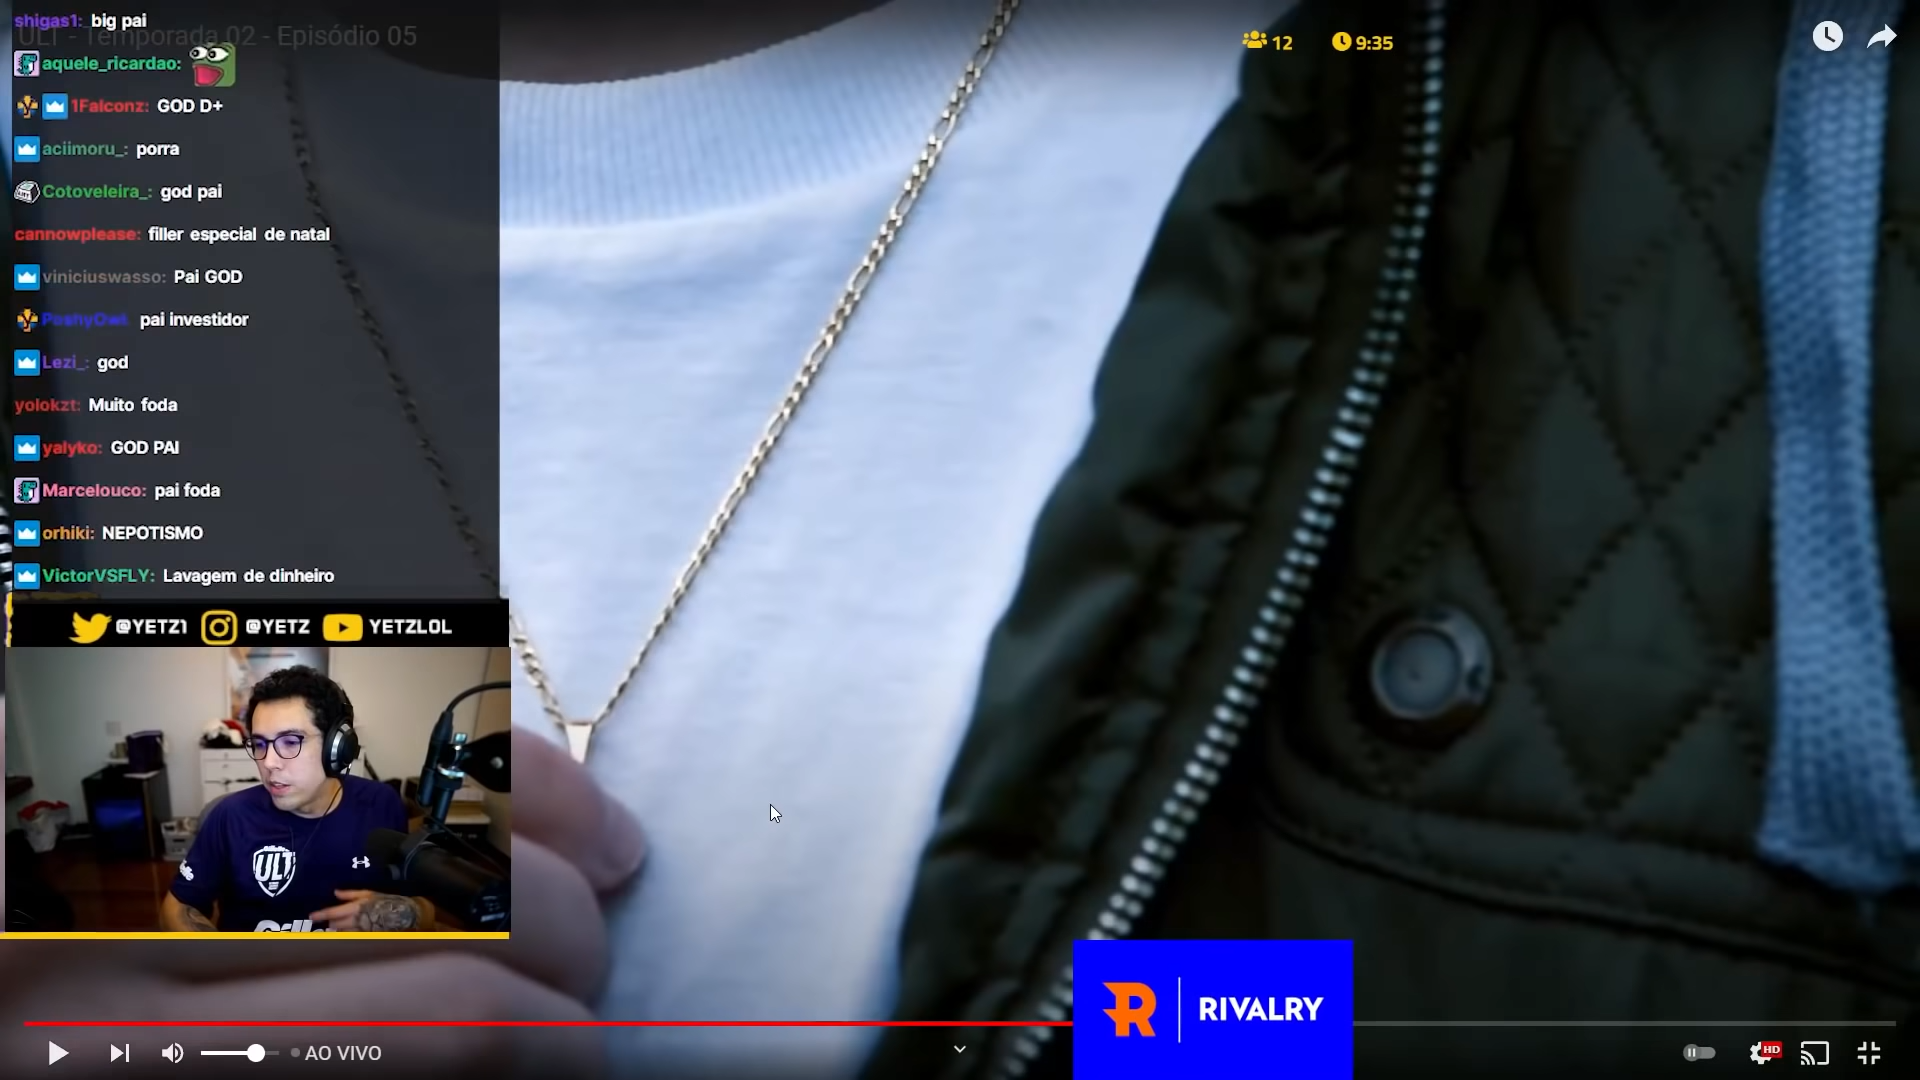 shigas1: big pai
ULT - Temporada 02 - Episódio 05
aquele_ricardao:
1Falconz: GOD D+
aciimoru_: porra
Cotoveleira_: god pai
cannowplease: filler especial de natal
viniciuswasso: Pai GOD
PoshyOwl: pai investidor
Lezi_: god
yolokzt: Muito foda
yalyko: GOD PAI
Marcelouco: pai foda
orhiki: NEPOTISMO
VictorVSFLY: Lavagem de dinheiro
@YETZ1 @YETZ YETZLOL
12 9:35
ULT
R | RIVALRY
AO VIVO
HD